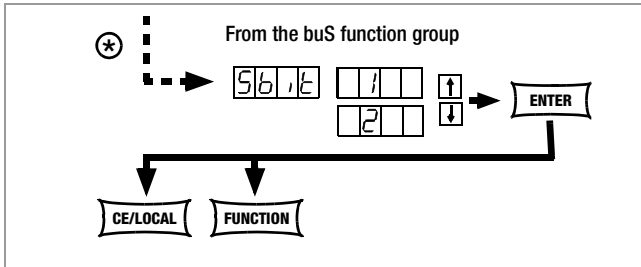 From the buS function group
Sbit 1
2
ENTER
CE/LOCAL FUNCTION